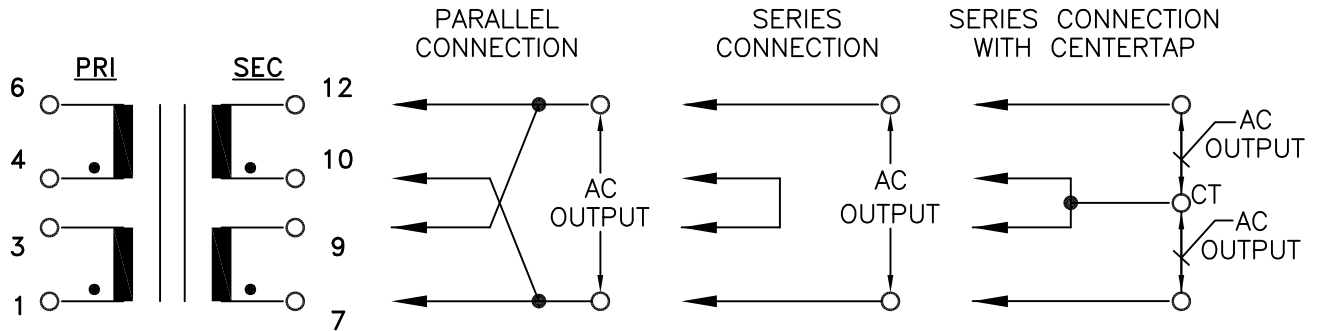 PARALLEL
CONNECTION
SERIES
CONNECTION
SERIES CONNECTION
WITH CENTERTAP
PRI
SEC
6
12
4
10
3
9
1
7
AC
OUTPUT
AC
OUTPUT
AC
OUTPUT
CT
AC
OUTPUT